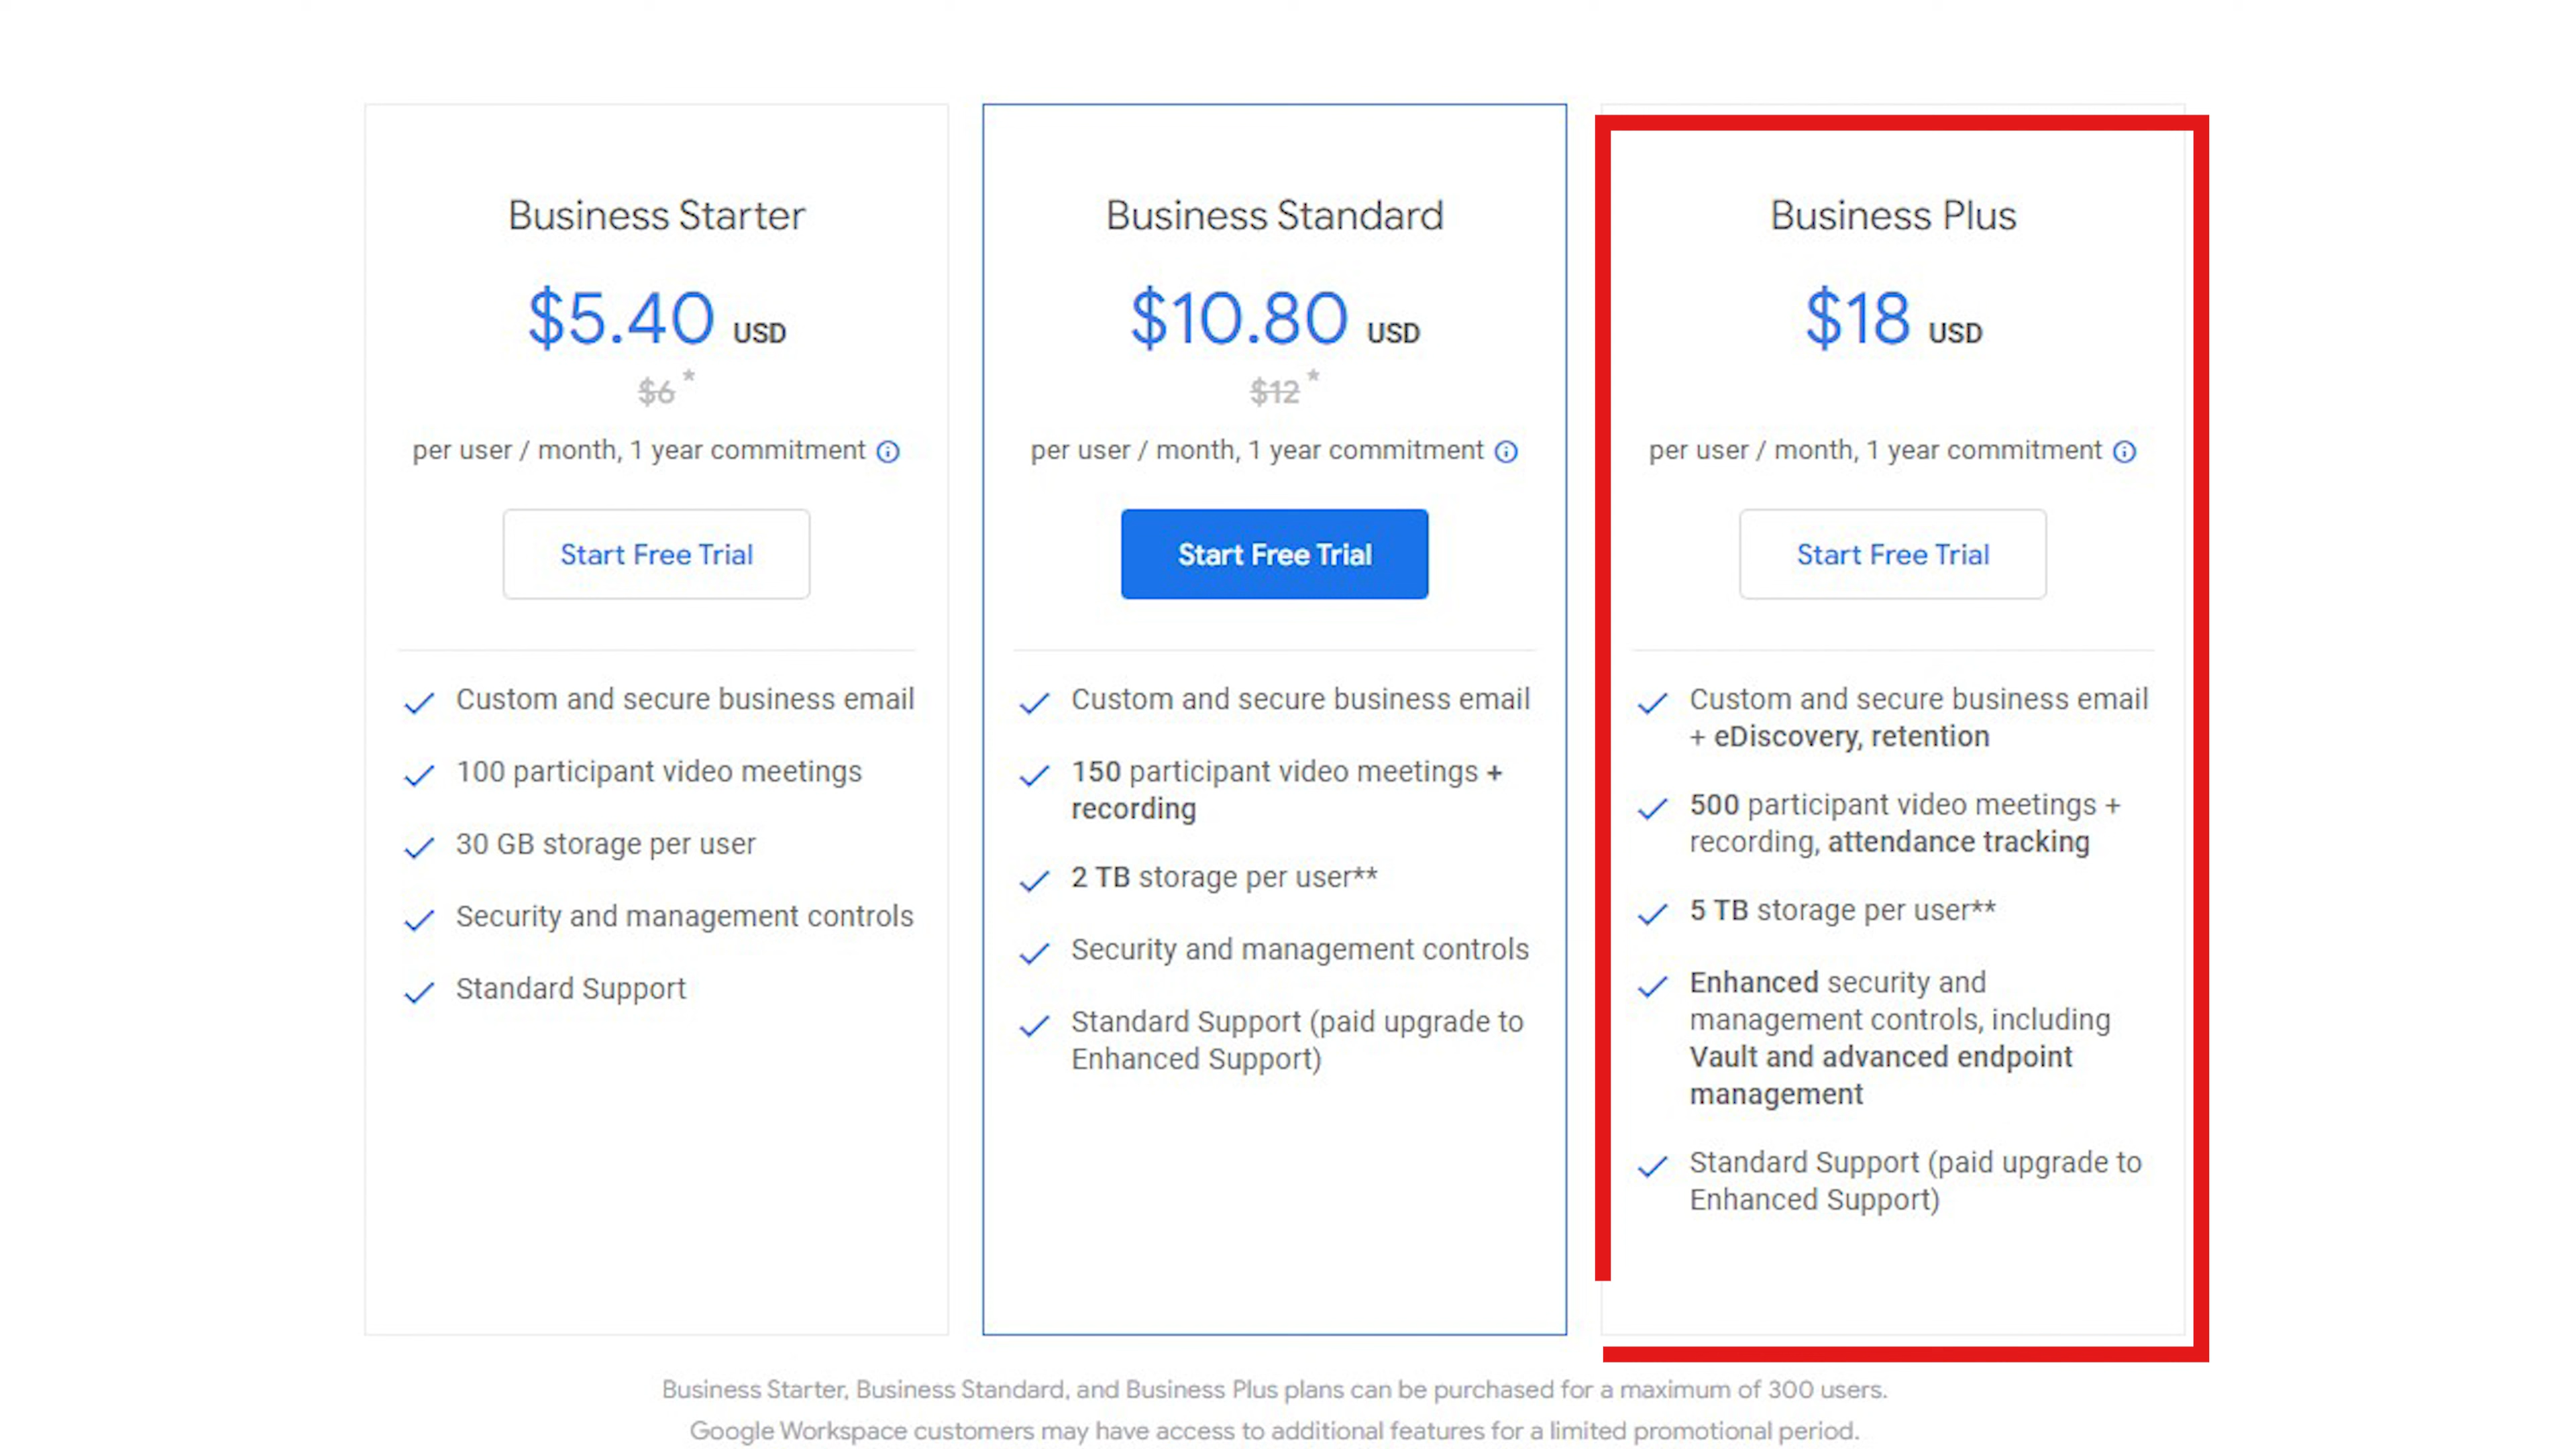 Business Starter
$5.40 USD
$6 *
per user / month, 1 year commitment
Start Free Trial
Custom and secure business email
100 participant video meetings
30 GB storage per user
Security and management controls
Standard Support
Business Standard
$10.80 USD
$12 *
per user / month, 1 year commitment
Start Free Trial
Custom and secure business email
150 participant video meetings +
recording
2 TB storage per user**
Security and management controls
Standard Support (paid upgrade to
Enhanced Support)
Business Plus
$18 USD
per user / month, 1 year commitment
Start Free Trial
Custom and secure business email
+ eDiscovery, retention
500 participant video meetings +
recording, attendance tracking
5 TB storage per user**
Enhanced security and
management controls, including
Vault and advanced endpoint
management
Standard Support (paid upgrade to
Enhanced Support)
Business Starter, Business Standard, and Business Plus plans can be purchased for a maximum of 300 users.
Google Workspace customers may have access to additional features for a limited promotional period.